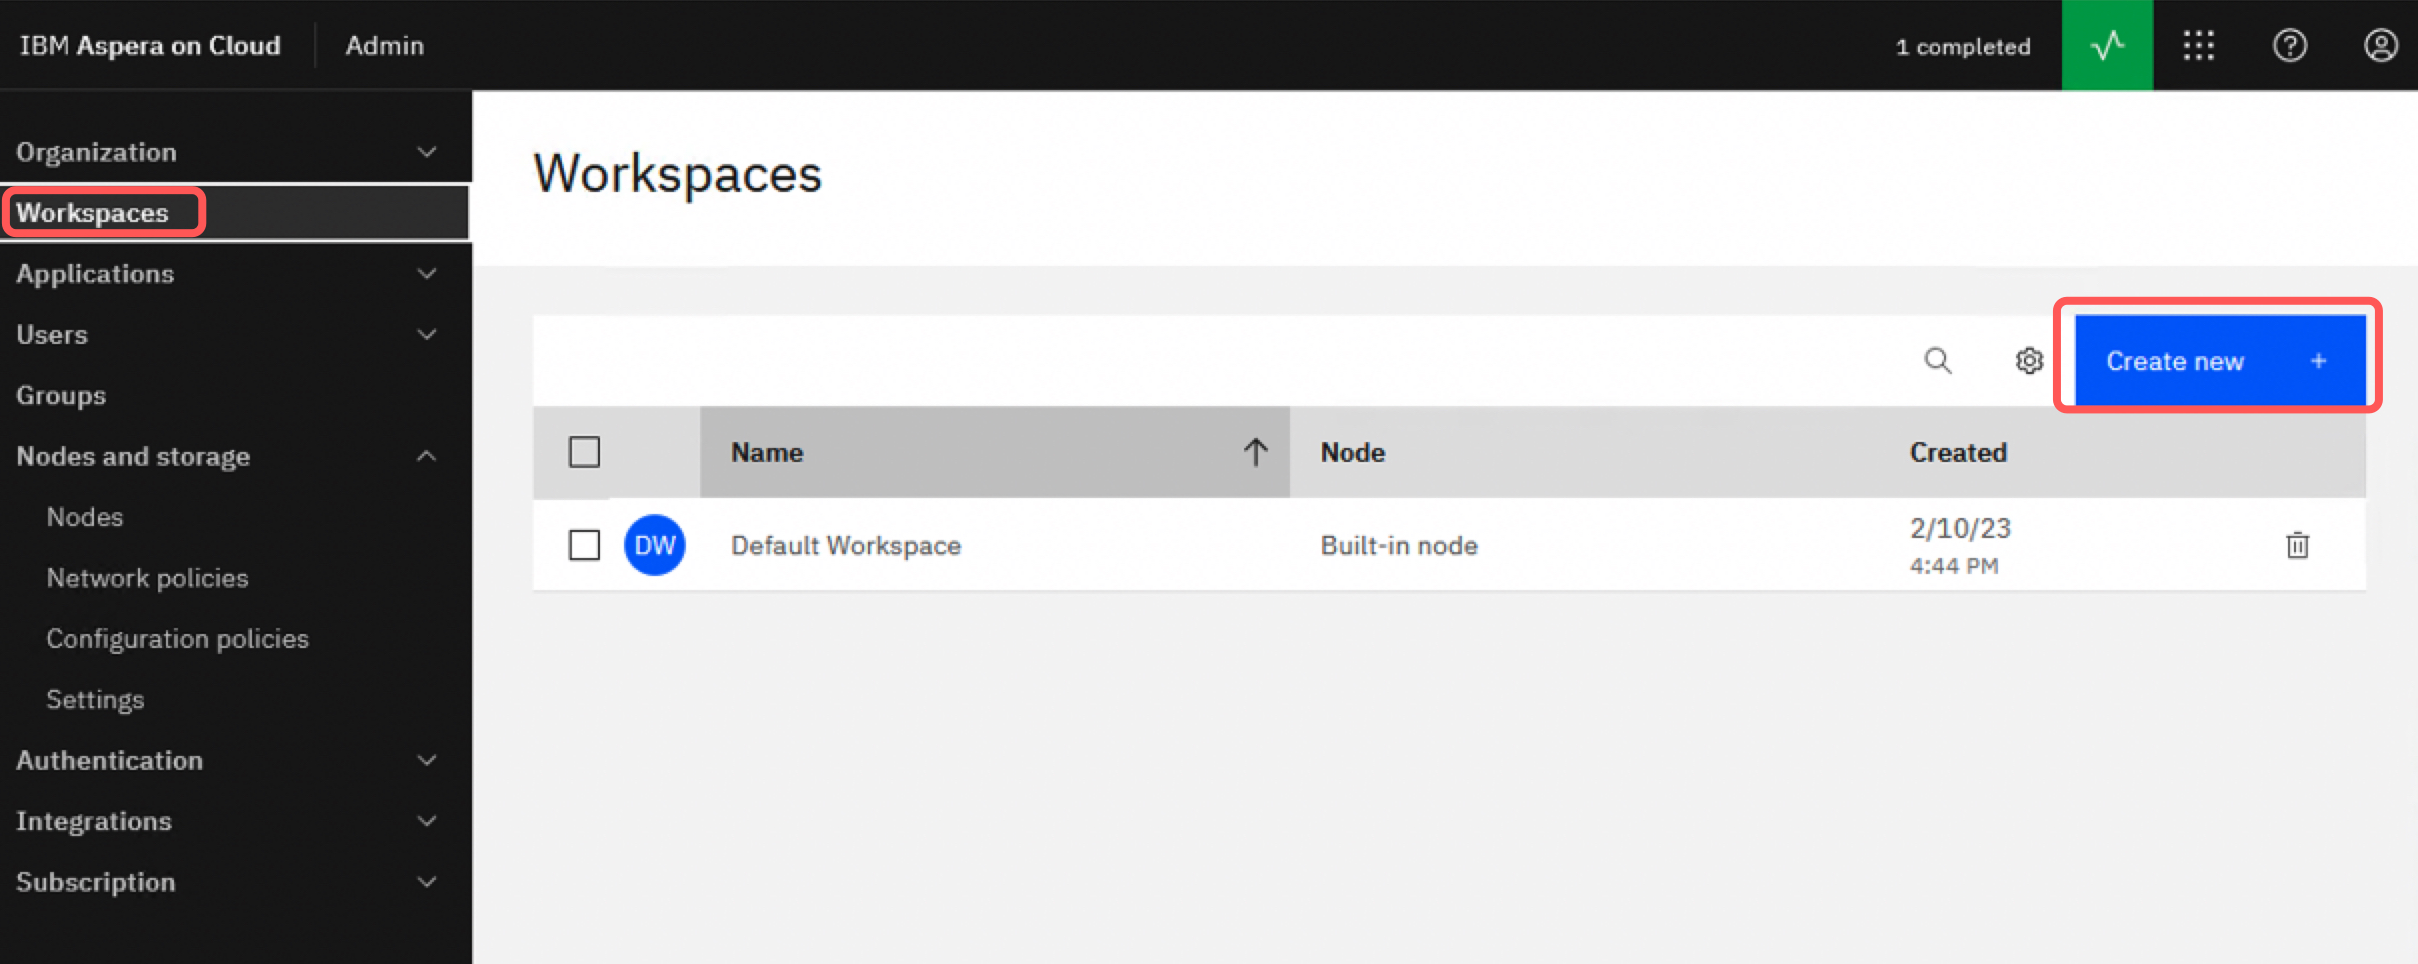 IBM Aspera on Cloud
Admin
1 completed
Organization
Workspaces
Applications
Users
Groups
Nodes and storage
Nodes
Network policies
Configuration policies
Settings
Authentication
Integrations
Subscription
Workspaces
Create new +
Name Node Created
DW Default Workspace Built-in node 2/10/23
4:44 PM